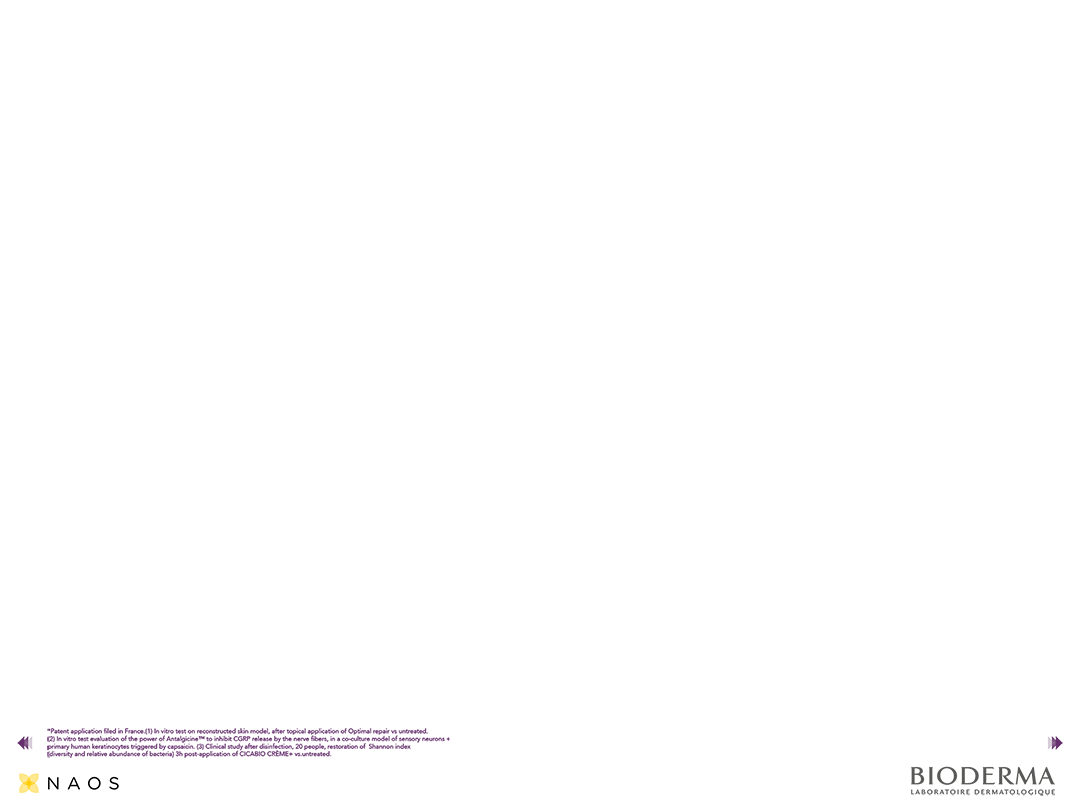 *Patent application filed in France.(1) In vitro test on reconstructed skin model, after topical application of Optimal repair vs untreated.
(2) In vitro test evaluation of the power of Antalgicine™ to inhibit CGRP release by the nerve fibers, in a co-culture model of sensory neurons +
primary human keratinocytes triggered by capsaicin. (3) Clinical study after disinfection, 20 people, restoration of Shannon index
(diversity and relative abundance of bacteria) 3h post-application of CICABIO CRÈME+ vs.untreated.
NAOS
BIODERMA
LABORATOIRE DERMATOLOGIQUE